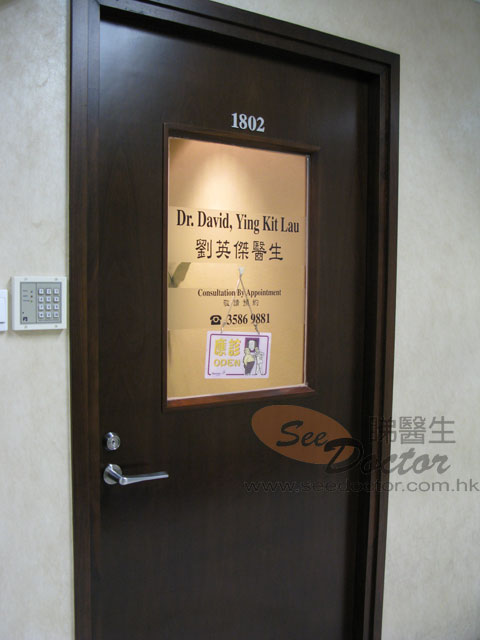 1802
Dr. David, Ying Kit Lau
劉英傑醫生
Consultation By Appointment
敬請預約
☎ 3586 9881
應診
OPEN
See 睇醫生
Doctor
www.seedoctor.com.hk